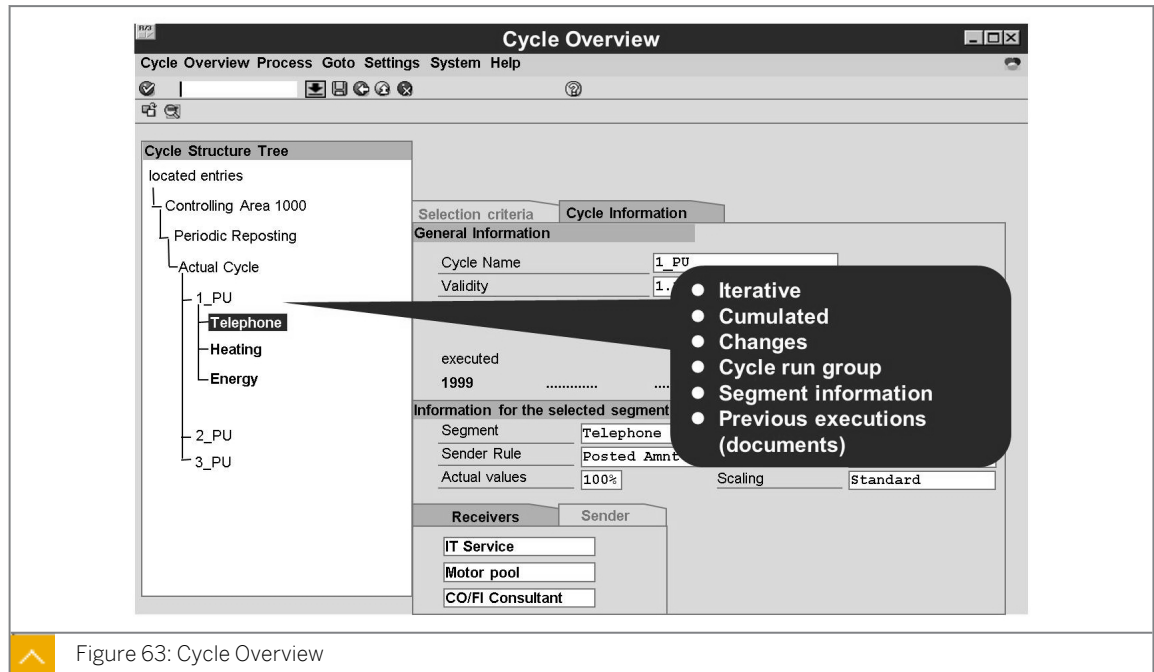 R/3
Cycle Overview
Cycle Overview Process Goto Settings System Help
Cycle Structure Tree
located entries
Controlling Area 1000
Periodic Reposting
Actual Cycle
1_PU
Telephone
Heating
Energy
2_PU
3_PU
Selection criteria Cycle Information
General Information
Cycle Name 1_PU
Validity 1.
executed
1999 ............. ....
Information for the selected segment
Segment Telephone
Sender Rule Posted Amnt
Actual values 100% Scaling Standard
Receivers Sender
IT Service
Motor pool
CO/FI Consultant
● Iterative
● Cumulated
● Changes
● Cycle run group
● Segment information
● Previous executions
(documents)
Figure 63: Cycle Overview